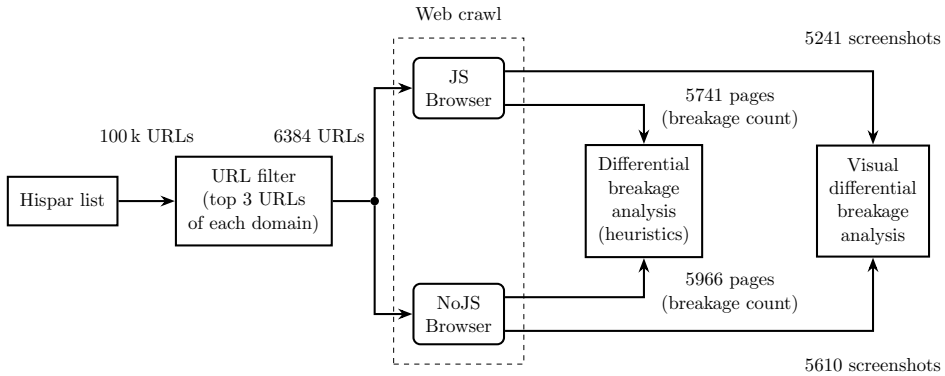 Web crawl
5241 screenshots
JS
Browser
5741 pages
(breakage count)
100 k URLs
6384 URLs
Hispar list
URL filter
(top 3 URLs
of each domain)
Differential
breakage
analysis
(heuristics)
Visual
differential
breakage
analysis
5966 pages
(breakage count)
NoJS
Browser
5610 screenshots